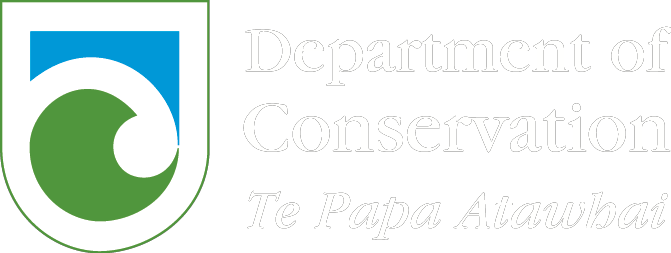 Department of
Conservation
Te Papa Atawhai